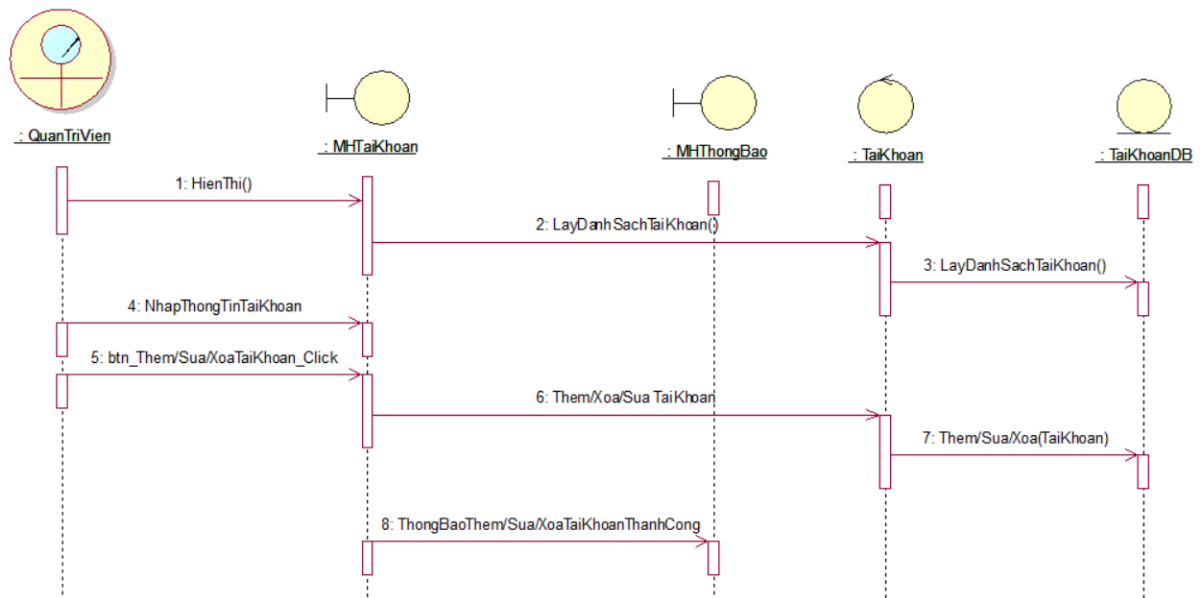 : QuanTriVien
: MHTaiKhoan
: MHThongBao
: TaiKhoan
: TaiKhoanDB
1: HienThi()
2: LayDanhSachTaiKhoan()
3: LayDanhSachTaiKhoan()
4: NhapThongTinTaiKhoan
5: btn_Them/Sua/XoaTaiKhoan_Click
6: Them/Xoa/Sua TaiKhoan
7: Them/Sua/Xoa(TaiKhoan)
8: ThongBaoThem/Sua/XoaTaiKhoanThanhCong